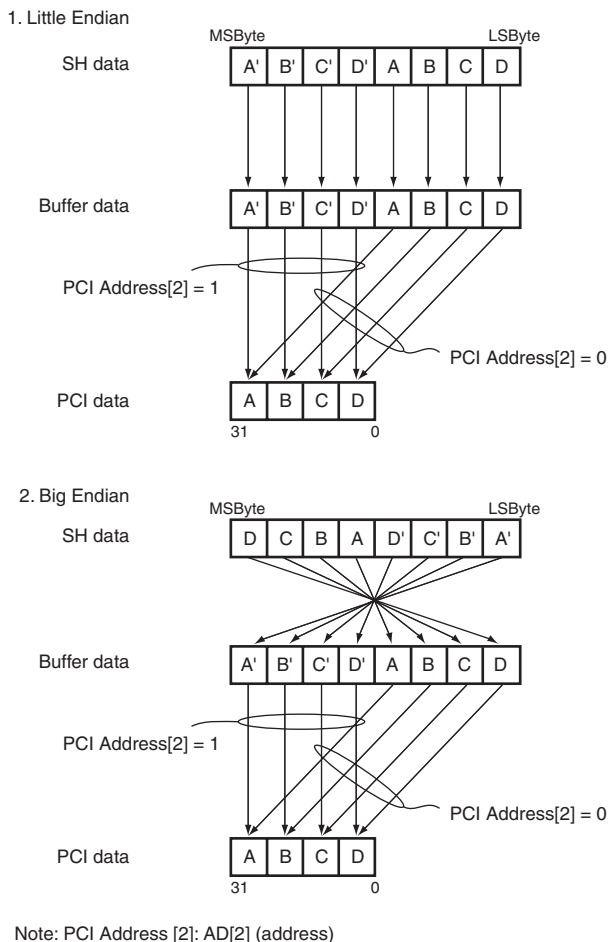 1. Little Endian
MSByte LSByte
SH data A' B' C' D' A B C D
Buffer data A' B' C' D' A B C D
PCI Address[2] = 1
PCI Address[2] = 0
PCI data A B C D
31 0
2. Big Endian
MSByte LSByte
SH data D C B A D' C' B' A'
Buffer data A' B' C' D' A B C D
PCI Address[2] = 1
PCI Address[2] = 0
PCI data A B C D
31 0
Note: PCI Address [2]: AD[2] (address)